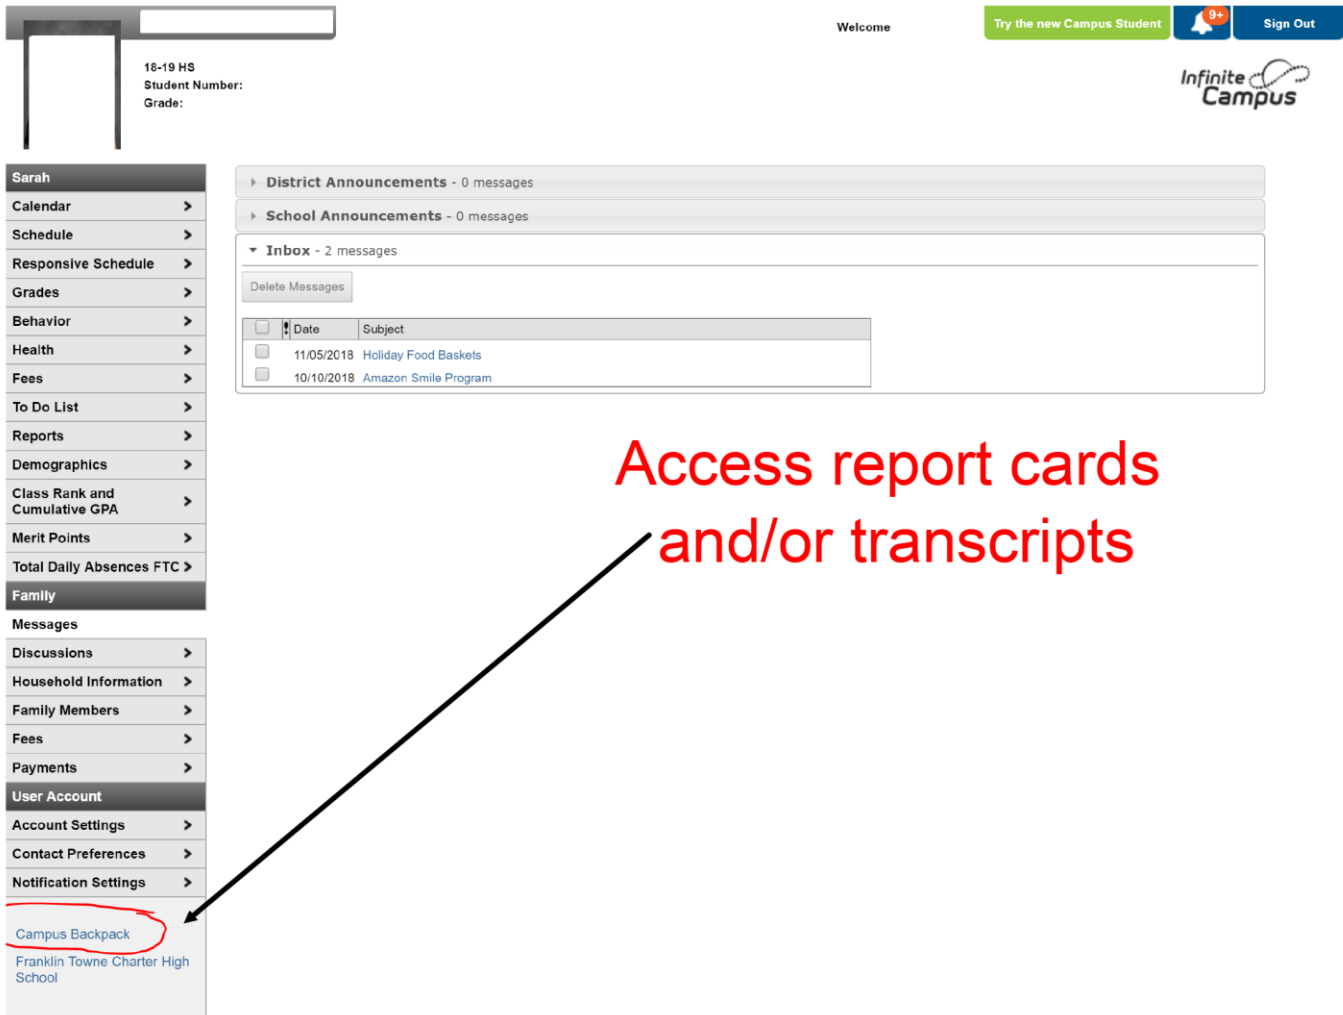 Welcome
Try the new Campus Student
9+
Sign Out
18-19 HS
Student Number:
Grade:
Infinite
Campus
Sarah
Calendar
Schedule
Responsive Schedule
Grades
Behavior
Health
Fees
To Do List
Reports
Demographics
Class Rank and
Cumulative GPA
Merit Points
Total Daily Absences FTC
Family
Messages
Discussions
Household Information
Family Members
Fees
Payments
User Account
Account Settings
Contact Preferences
Notification Settings
Campus Backpack
Franklin Towne Charter High
School
District Announcements - 0 messages
School Announcements - 0 messages
Inbox - 2 messages
Delete Messages
! Date Subject
11/05/2018 Holiday Food Baskets
10/10/2018 Amazon Smile Program
Access report cards
and/or transcripts